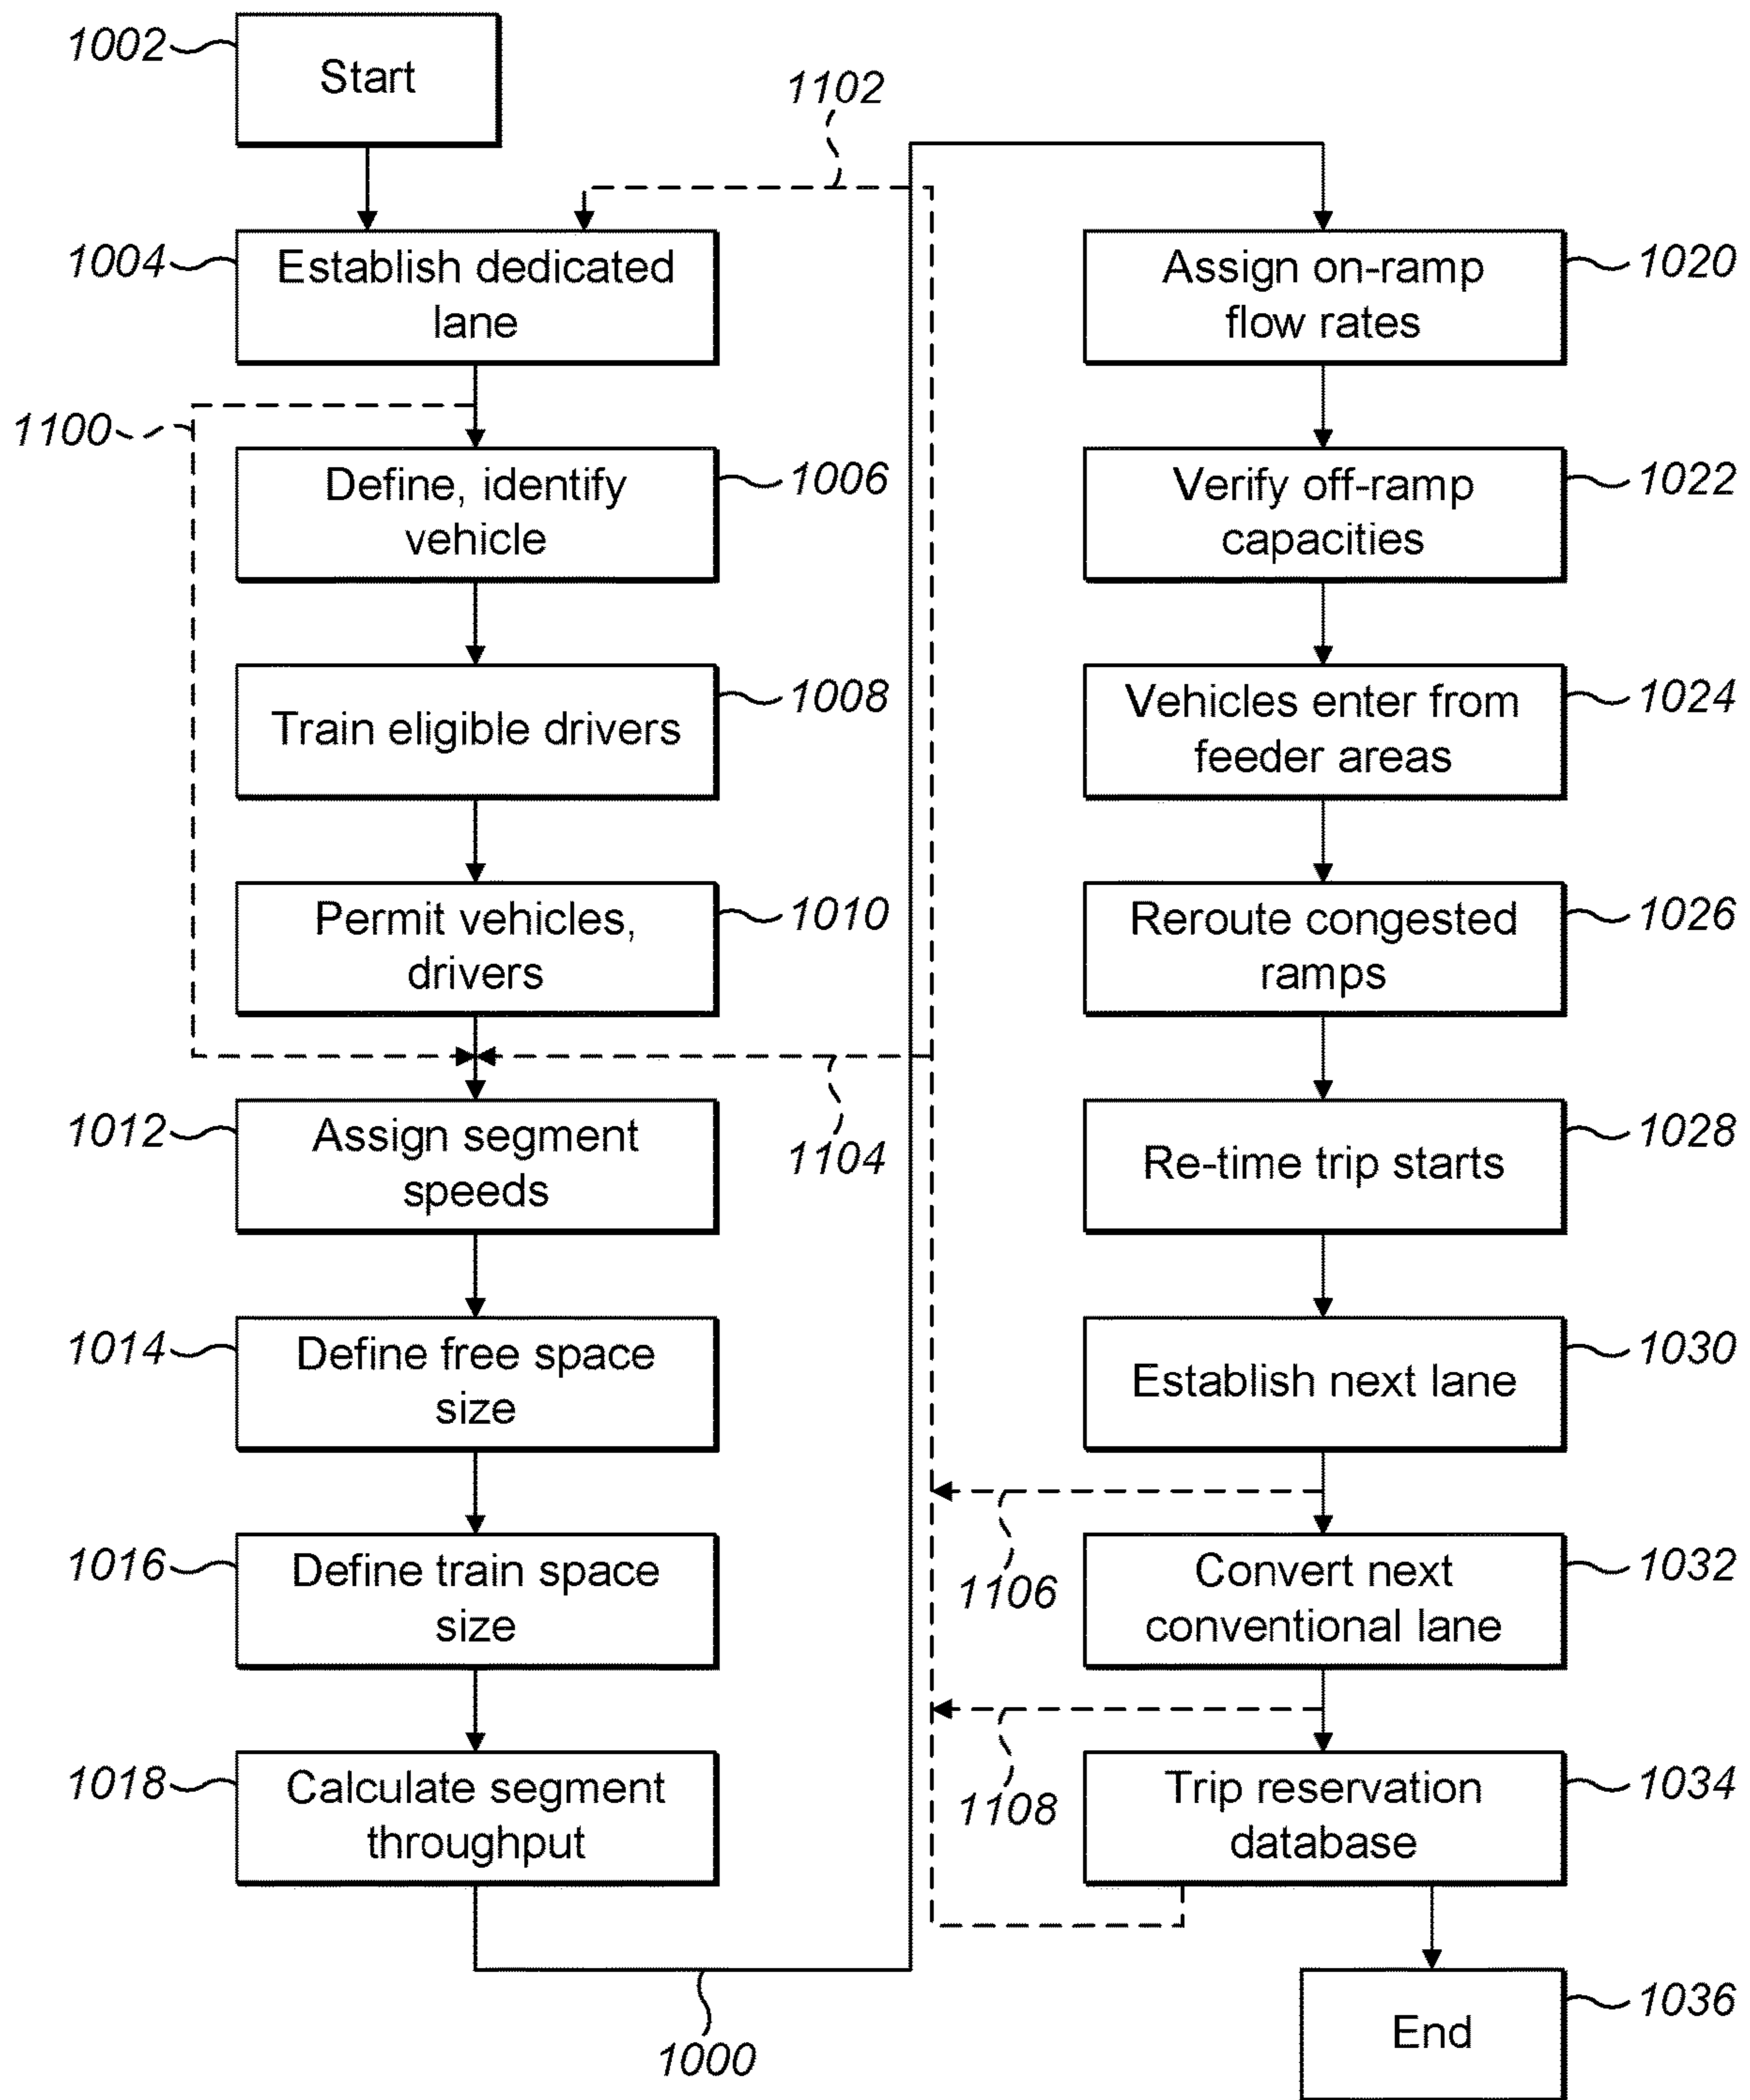 1002
Start
1102
1004
Establish dedicated
lane
1100
Define, identify
vehicle
1006
Train eligible drivers
1008
Permit vehicles,
drivers
1010
1104
1012
Assign segment
speeds
1014
Define free space
size
1016
Define train space
size
1018
Calculate segment
throughput
1000
Assign on-ramp
flow rates
1020
Verify off-ramp
capacities
1022
Vehicles enter from
feeder areas
1024
Reroute congested
ramps
1026
Re-time trip starts
1028
Establish next lane
1030
1106
Convert next
conventional lane
1032
1108
Trip reservation
database
1034
End
1036